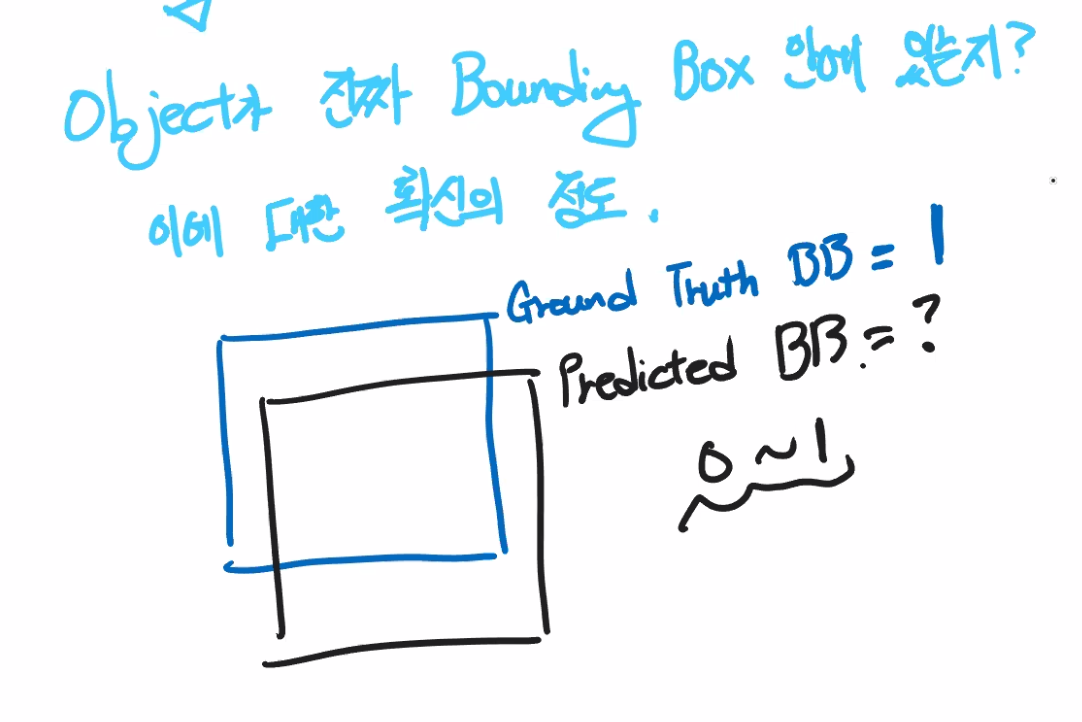 Object가 진짜 Bounding Box 안에 있는지?
이에 대한 확신의 정도.
Ground Truth BB = 1
Predicted BB = ?
0 ~ 1